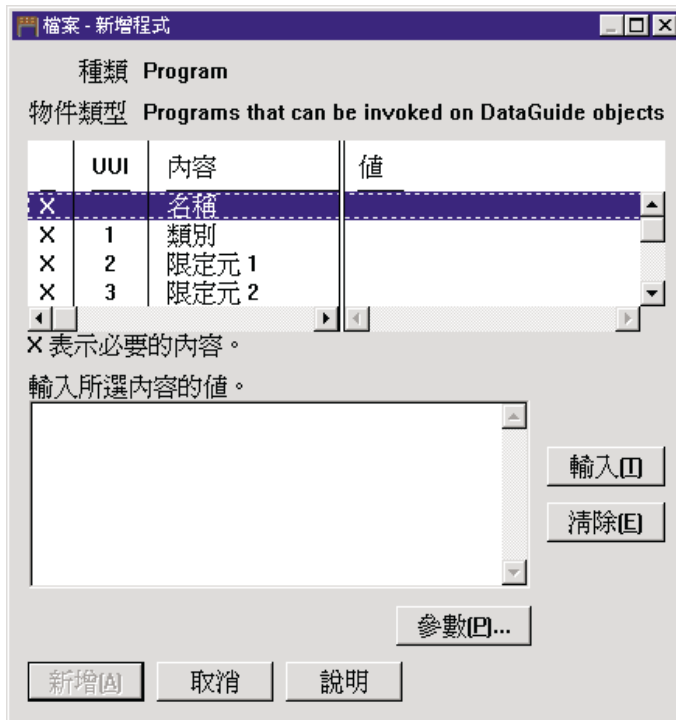 檔案 - 新增程式
種類 Program
物件類型 Programs that can be invoked on DataGuide objects
UUI 內容 值
X 名稱
X 1 類別
X 2 限定元 1
X 3 限定元 2
X 表示必要的內容。
輸入所選內容的值。
輸入(I)
清除(E)
參數(P)...
新增(A) 取消 說明